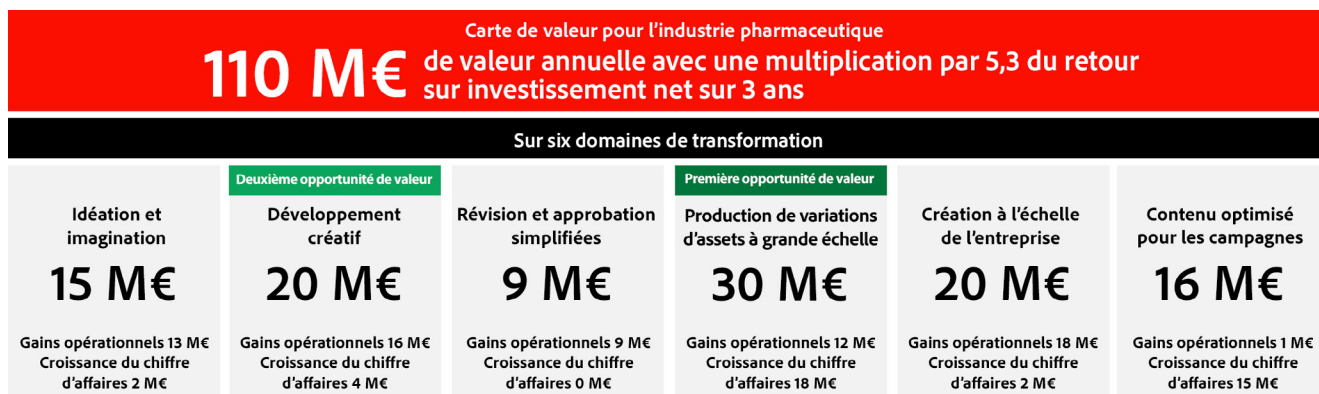 Carte de valeur pour l’industrie pharmaceutique
110 M€
de valeur annuelle avec une multiplication par 5,3 du retour
sur investissement net sur 3 ans
Sur six domaines de transformation
Idéation et
imagination
15 M€
Gains opérationnels 13 M€
Croissance du chiffre
d’affaires 2 M€
Deuxième opportunité de valeur
Développement
créatif
20 M€
Gains opérationnels 16 M€
Croissance du chiffre
d’affaires 4 M€
Révision et approbation
simplifiées
9 M€
Gains opérationnels 9 M€
Croissance du chiffre
d’affaires 0 M€
Première opportunité de valeur
Production de variations
d’assets à grande échelle
30 M€
Gains opérationnels 12 M€
Croissance du chiffre
d’affaires 18 M€
Création à l’échelle
de l’entreprise
20 M€
Gains opérationnels 18 M€
Croissance du chiffre
d’affaires 2 M€
Contenu optimisé
pour les campagnes
16 M€
Gains opérationnels 1 M€
Croissance du chiffre
d’affaires 15 M€